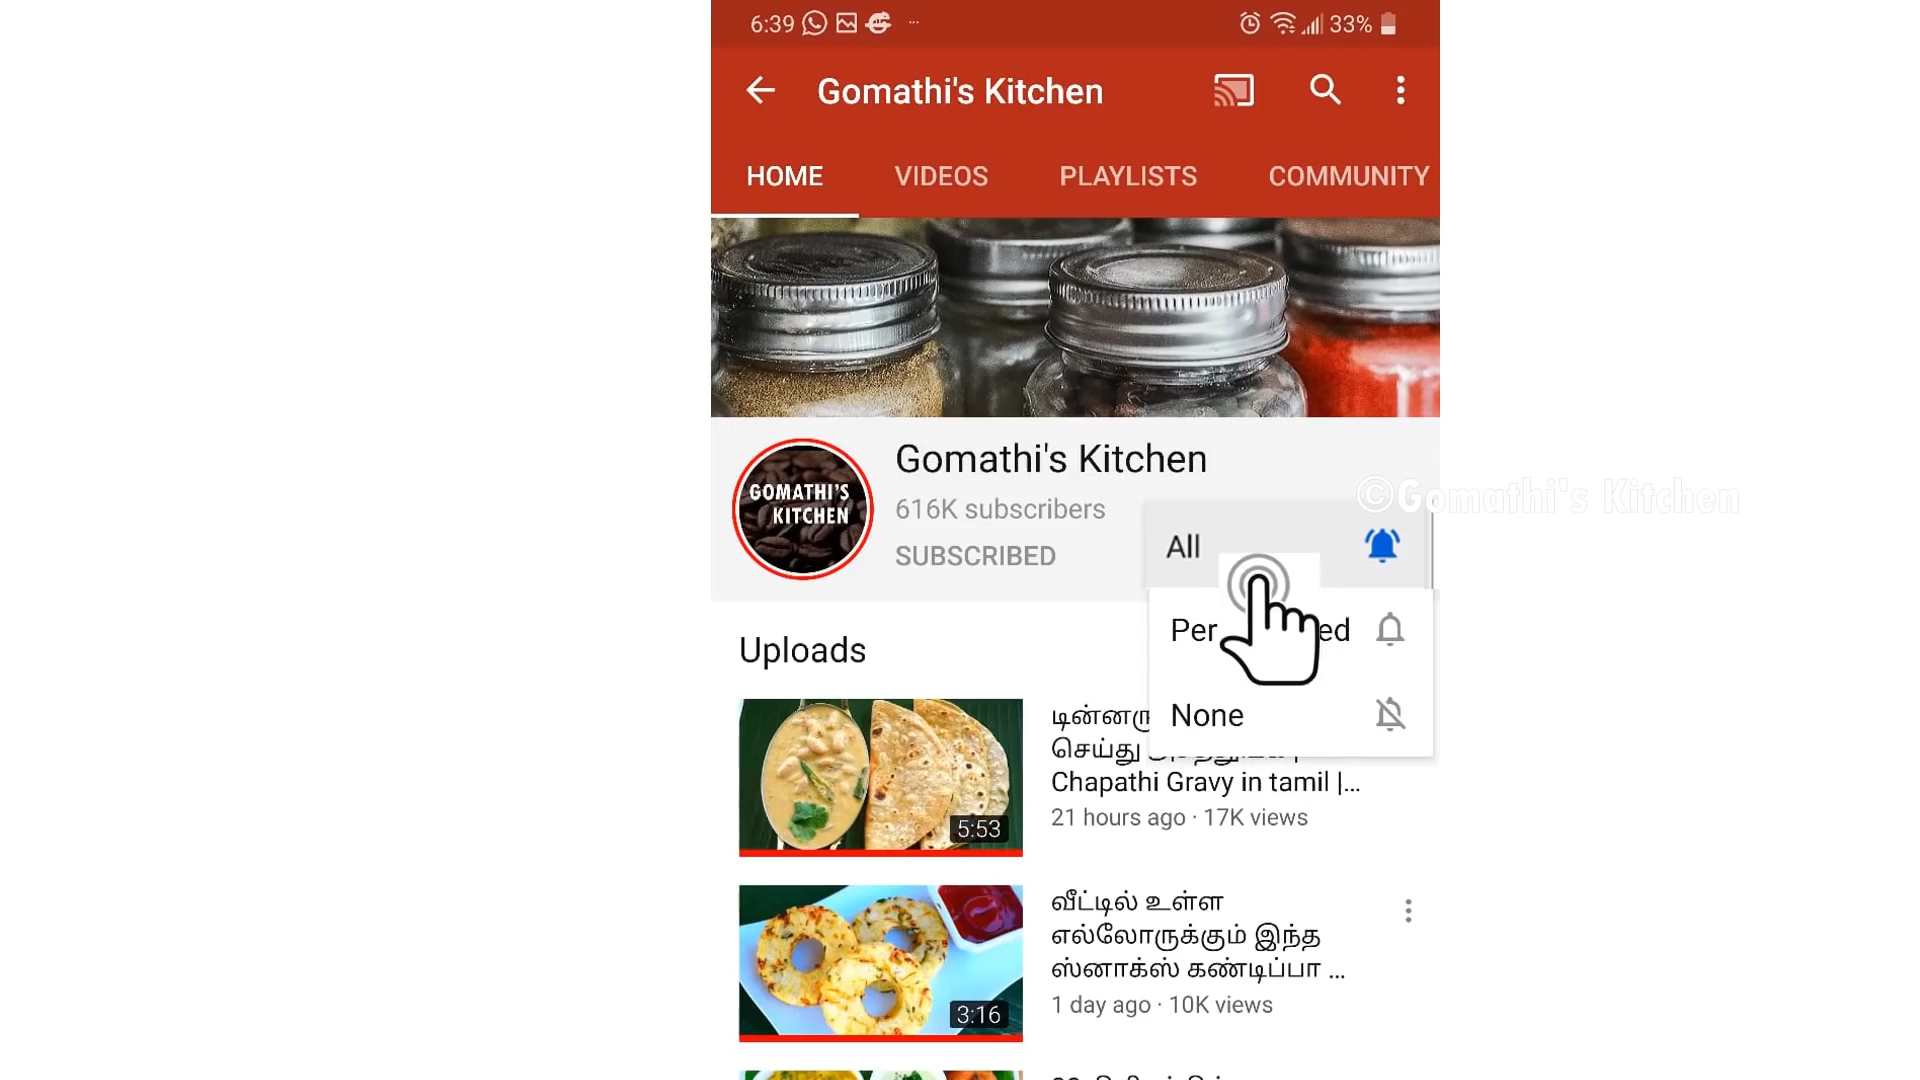 6:39
33%
Gomathi's Kitchen
HOME VIDEOS PLAYLISTS COMMUNITY
Gomathi's Kitchen
©Gomathi's Kitchen
GOMATHI'S
KITCHEN
616K subscribers
SUBSCRIBED
All
Per ed
None
Uploads
செய்து
Chapathi Gravy in tamil |...
21 hours ago · 17K views
5:53
வீட்டில் உள்ள
எல்லோருக்கும் இந்த
ஸ்னாக்ஸ் கண்டிப்பா ...
1 day ago · 10K views
3:16